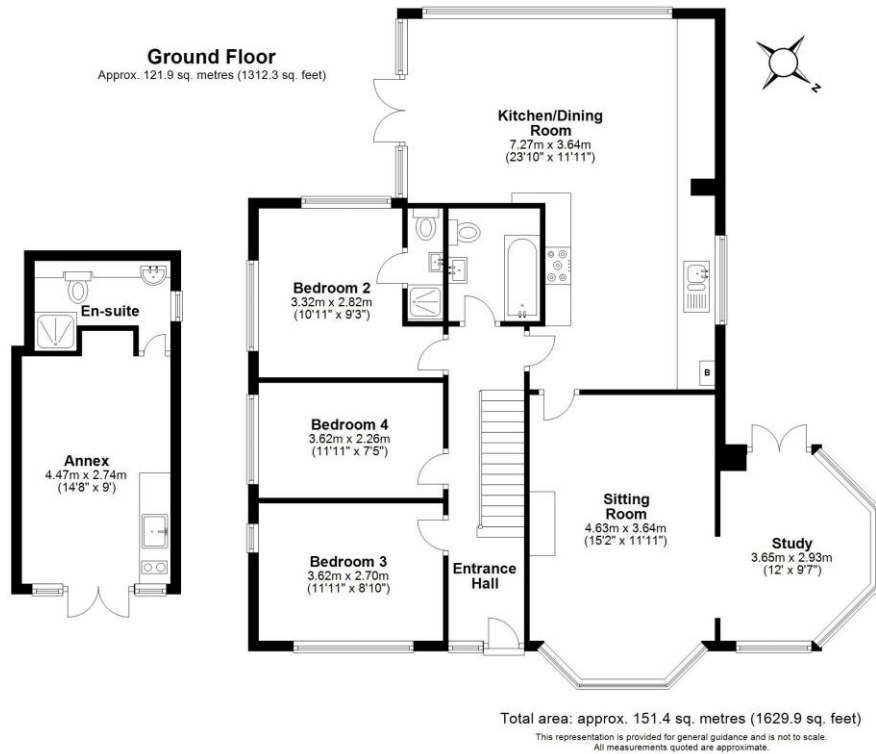 Ground Floor
Approx. 121.9 sq. metres (1312.3 sq. feet)
N
Kitchen/Dining
Room
7.27m x 3.64m
(23'10" x 11'11")
Bedroom 2
3.32m x 2.82m
(10'11" x 9'3")
En-suite
B
Bedroom 4
3.62m x 2.26m
(11'11" x 7'5")
Annex
4.47m x 2.74m
(14'8" x 9')
Sitting
Room
4.63m x 3.64m
(15'2" x 11'11")
Study
3.65m x 2.93m
(12' x 9'7")
Bedroom 3
3.62m x 2.70m
(11'11" x 8'10")
Entrance
Hall
Total area: approx. 151.4 sq. metres (1629.9 sq. feet)
This representation is provided for general guidance and is not to scale.
All measurements quoted are approximate.